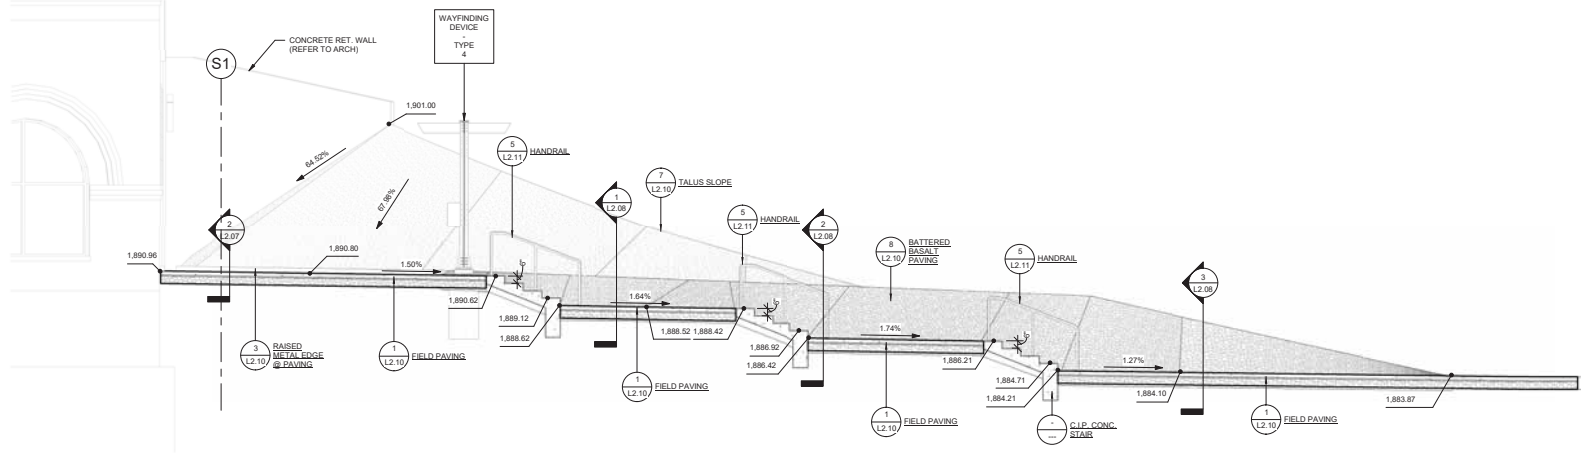 WAYFINDING
DEVICE
-
TYPE
4
CONCRETE RET. WALL
(REFER TO ARCH)
S1
1,901.00
64.52%
67.98%
5
L2.11
HANDRAIL
7
L2.10
TALUS SLOPE
1
L2.08
5
L2.11
HANDRAIL
2
L2.08
8
L2.10
BATTERED
BASALT
PAVING
5
L2.11
HANDRAIL
3
L2.08
2
L2.07
1,890.96
1,890.80
1.50%
1,890.62
6"
1,889.12
1,888.62
1.64%
1,888.52
1,888.42
6"
1,886.92
1,886.42
1.74%
1,886.21
6"
1,884.71
1,884.21
1.27%
1,884.10
1,883.87
3
L2.10
RAISED
METAL EDGE
@ PAVING
1
L2.10
FIELD PAVING
1
L2.10
FIELD PAVING
1
L2.10
FIELD PAVING
-
---
C.I.P. CONC.
STAIR
1
L2.10
FIELD PAVING